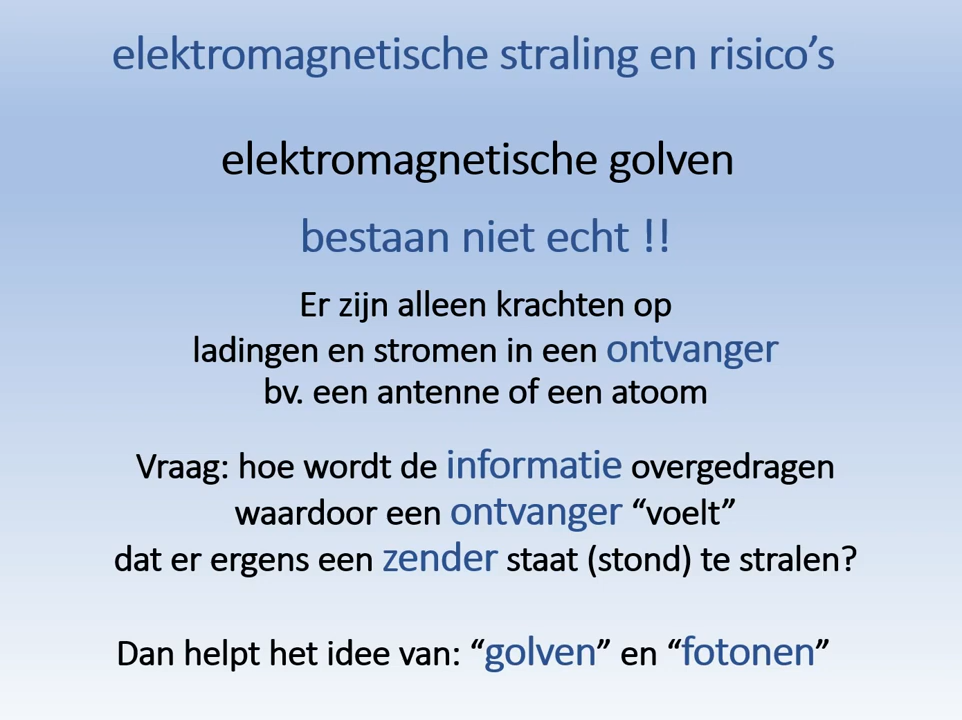 elektromagnetische straling en risico’s
elektromagnetische golven
bestaan niet echt !!
Er zijn alleen krachten op
ladingen en stromen in een ontvanger
bv. een antenne of een atoom
Vraag: hoe wordt de informatie overgedragen
waardoor een ontvanger “voelt”
dat er ergens een zender staat (stond) te stralen?
Dan helpt het idee van: “golven” en “fotonen”